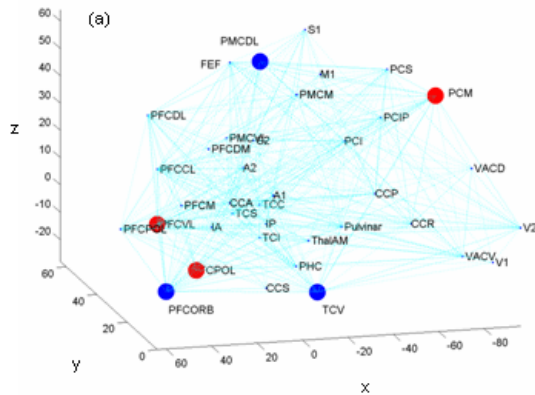 (a)
60
50
40
30
20
10
0
-10
-20
z
S1
PMCDL
FEF
M1
PCS
PCM
PMCM
PFCDL
PCIP
PMCVL
S2
PCI
PFCDM
PFCCL
A2
VACD
A1
CCP
PFCM
CCA
TCC
TCS
PFCVL
PFCPOL
IA
IP
Pulvinar
CCR
V2
TCI
ThalAM
VACV
V1
CPOL
PHC
CCS
PFCORB
TCV
60
40
20
0
y
60
40
20
0
-20
-40
-60
-80
x